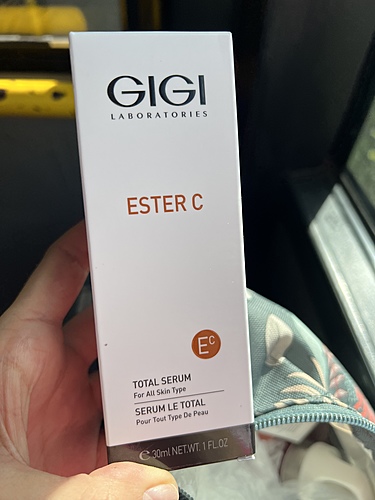 GIGI
LABORATORIES
ESTER C
EC
TOTAL SERUM
For All Skin Type
SERUM LE TOTAL
Pour Tout Type De Peau
℮ 30ml NET.WT. 1 FL.OZ